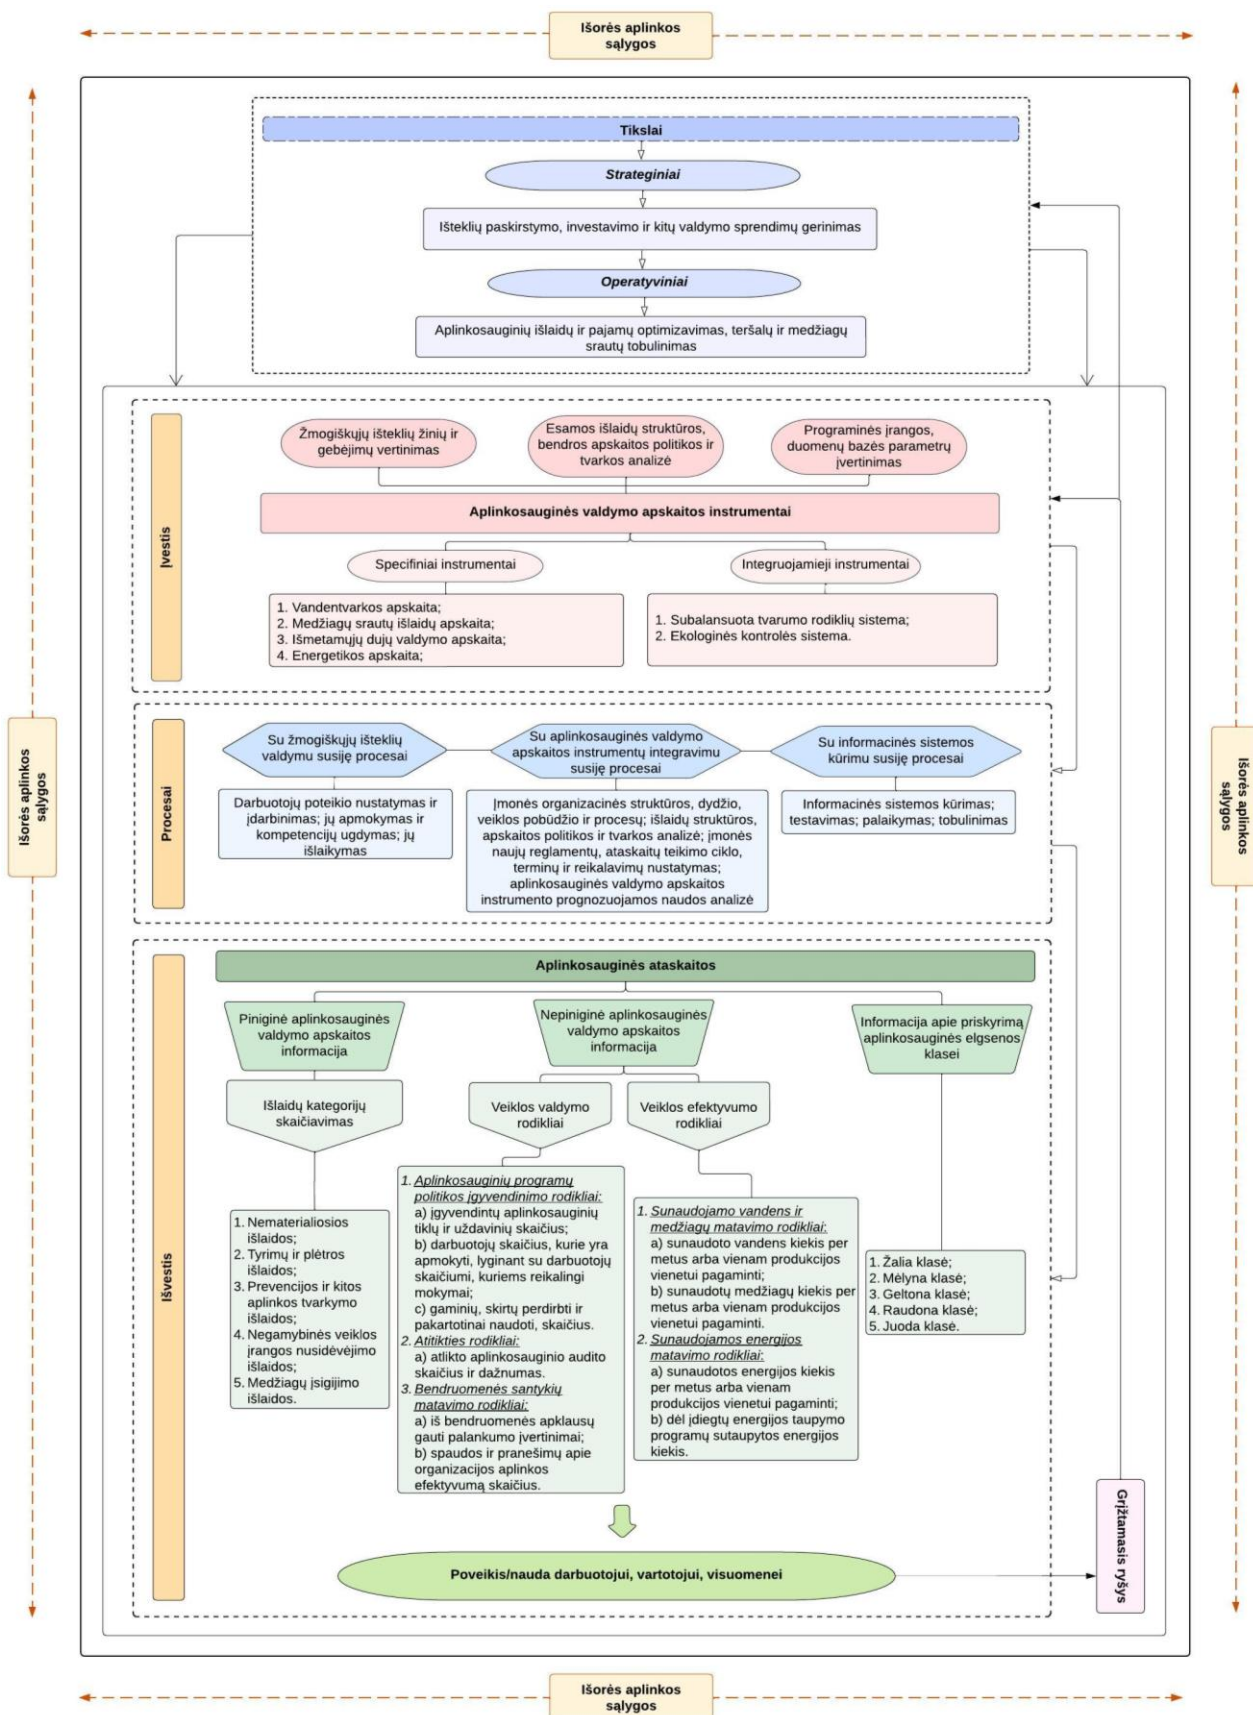 Išorės aplinkos
sąlygos
Tikslai
Strateginiai
Išteklių paskirstymo, investavimo ir kitų valdymo sprendimų gerinimas
Operatyviniai
Aplinkosauginių išlaidų ir pajamų optimizavimas, teršalų ir medžiagų
srautų tobulinimas
Išorės aplinkos
sąlygos
Išorės aplinkos
sąlygos
Įvestis
Žmogiškųjų išteklių žinių ir
gebėjimų vertinimas
Esamos išlaidų struktūros,
bendros apskaitos politikos ir
tvarkos analizė
Programinės įrangos,
duomenų bazės parametrų
įvertinimas
Aplinkosauginės valdymo apskaitos instrumentai
Specifiniai instrumentai
Integruojamieji instrumentai
1. Vandentvarkos apskaita;
2. Medžiagų srautų išlaidų apskaita;
3. Išmetamųjų dujų valdymo apskaita;
4. Energetikos apskaita;
1. Subalansuota tvarumo rodiklių sistema;
2. Ekologinės kontrolės sistema.
Procesai
Su žmogiškųjų išteklių
valdymu susiję procesai
Su aplinkosauginės valdymo
apskaitos instrumentų integravimu
susiję procesai
Su informacinės sistemos
kūrimu susiję procesai
Darbuotojų poteikio nustatymas ir
įdarbinimas; jų apmokymas ir
kompetencijų ugdymas; jų
išlaikymas
Įmonės organizacinės struktūros, dydžio,
veiklos pobūdžio ir procesų; išlaidų struktūros,
apskaitos politikos ir tvarkos analizė; įmonės
naujų reglamentų, ataskaitų teikimo ciklo,
terminų ir reikalavimų nustatymas;
aplinkosauginės valdymo apskaitos
instrumento prognozuojamos naudos analizė
Informacinės sistemos kūrimas;
testavimas; palaikymas; tobulinimas
Išvestis
Aplinkosauginės ataskaitos
Piniginė aplinkosauginės
valdymo apskaitos
informacija
Nepiniginė aplinkosauginės
valdymo apskaitos
informacija
Informacija apie priskyrimą
aplinkosauginės elgsenos
klasei
Išlaidų kategorijų
skaičiavimas
Veiklos valdymo
rodikliai
Veiklos efektyvumo
rodikliai
1. Nematerialiosios
išlaidos;
2. Tyrimų ir plėtros
išlaidos;
3. Prevencijos ir kitos
aplinkos tvarkymo
išlaidos;
4. Negamybinės veiklos
įrangos nusidėvėjimo
išlaidos;
5. Medžiagų įsigijimo
išlaidos.
1. Aplinkosauginių programų
politikos įgyvendinimo rodikliai:
a) įgyvendintų aplinkosauginių
tiklų ir uždavinių skaičius;
b) darbuotojų skaičius, kurie yra
apmokyti, lyginant su darbuotojų
skaičiumi, kuriems reikalingi
mokymai;
c) gaminių, skirtų perdirbti ir
pakartotinai naudoti, skaičius.
2. Atitikties rodikliai:
a) atlikto aplinkosauginio audito
skaičius ir dažnumas.
3. Bendruomenės santykių
matavimo rodikliai:
a) iš bendruomenės apklausų
gauti palankumo įvertinimai;
b) spaudos ir pranešimų apie
organizacijos aplinkos
efektyvumą skaičius.
1. Sunaudojamo vandens ir
medžiagų matavimo rodikliai:
a) sunaudoto vandens kiekis per
metus arba vienam produkcijos
vienetui pagaminti;
b) sunaudotų medžiagų kiekis per
metus arba vienam produkcijos
vienetui pagaminti.
2. Sunaudojamos energijos
matavimo rodikliai:
a) sunaudotos energijos kiekis
per metus arba vienam
produkcijos vienetui pagaminti;
b) dėl įdiegtų energijos taupymo
programų sutaupytos energijos
kiekis.
1. Žalia klasė;
2. Mėlyna klasė;
3. Geltona klasė;
4. Raudona klasė;
5. Juoda klasė.
Poveikis/nauda darbuotojui, vartotojui, visuomenei
Grįžtamasis ryšys
Išorės aplinkos
sąlygos